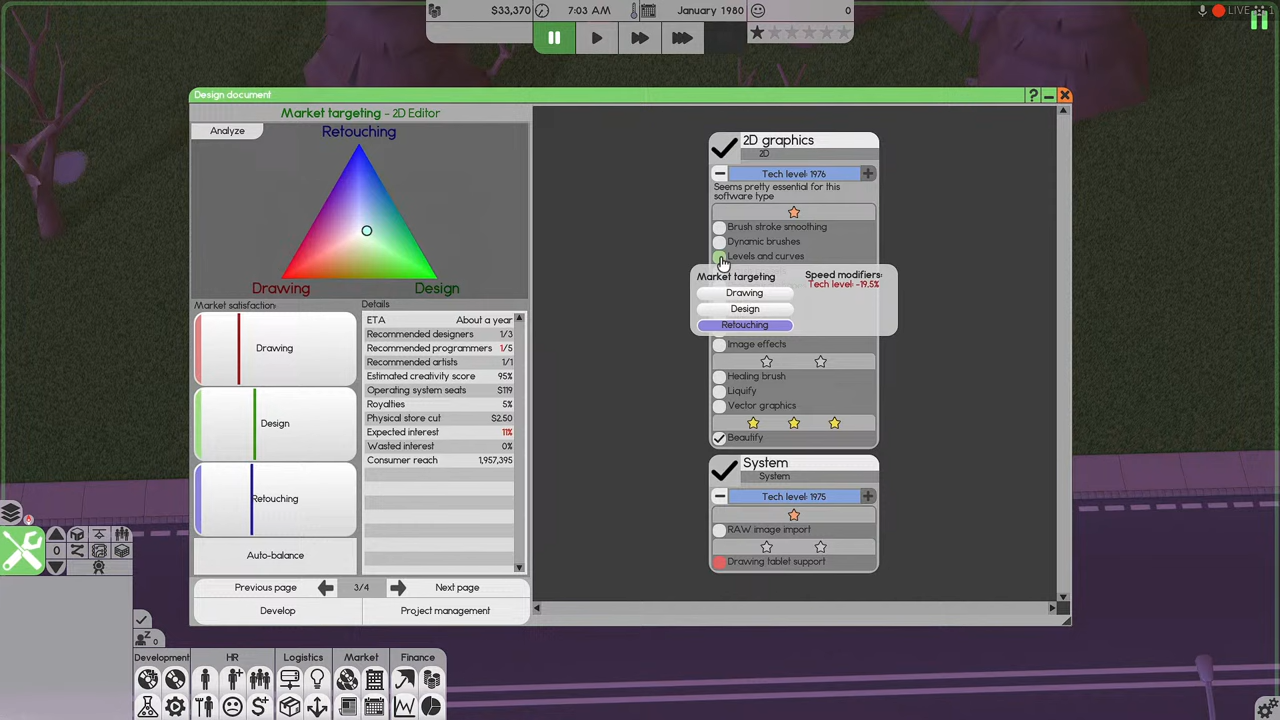 $33,370
7:03 AM
January 1980
0
LIVE
1
Design document
?
Market targeting - 2D Editor
Analyze
Retouching
Drawing
Design
Market satisfaction:
Drawing
Design
Retouching
Auto-balance
Details
ETA About a year
Recommended designers 1/3
Recommended programmers 1/5
Recommended artists 1/1
Estimated creativity score 95%
Operating system seats $119
Royalties 5%
Physical store cut $2.50
Expected interest 11%
Wasted interest 0%
Consumer reach 1,957,395
Previous page
3/4
Next page
Develop
Project management
2D graphics
2D
Tech level: 1976
Seems pretty essential for this
software type
Brush stroke smoothing
Dynamic brushes
Levels and curves
Market targeting
Drawing
Design
Retouching
Speed modifiers:
Tech level: -19.5%
Image effects
Healing brush
Liquify
Vector graphics
Beautify
System
System
Tech level: 1975
RAW image import
Drawing tablet support
0
0
Development
HR
Logistics
Market
Finance